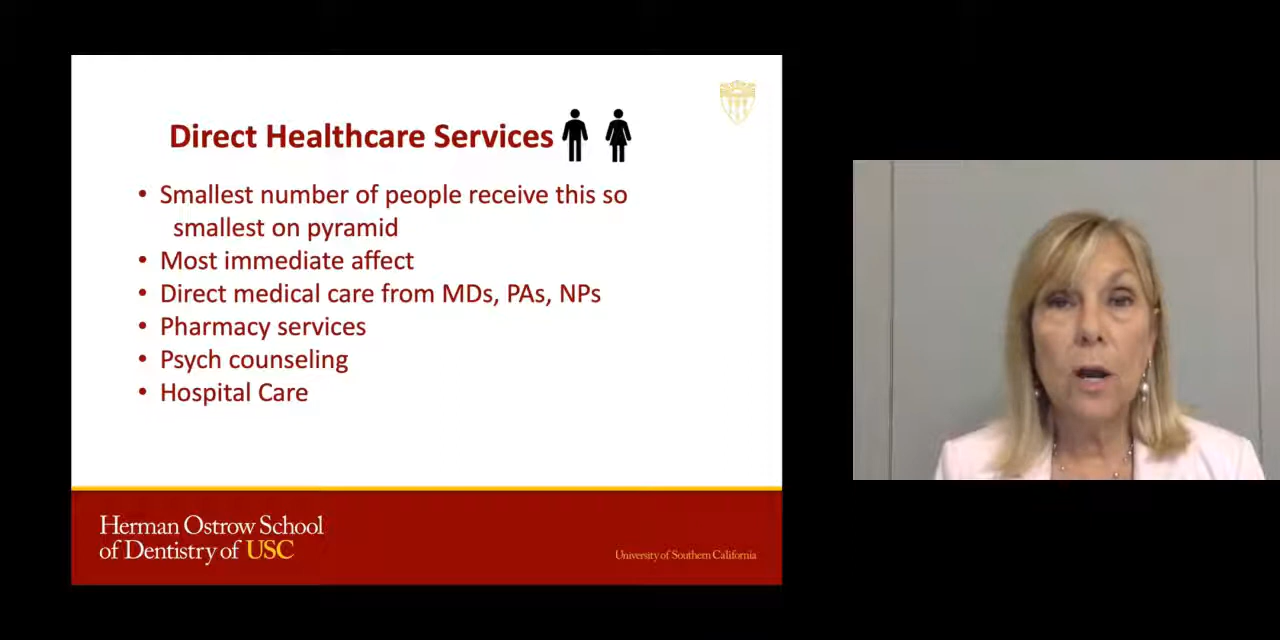 Direct Healthcare Services
• Smallest number of people receive this so
smallest on pyramid
• Most immediate affect
• Direct medical care from MDs, PAs, NPs
• Pharmacy services
• Psych counseling
• Hospital Care
Herman Ostrow School
of Dentistry of USC
University of Southern California